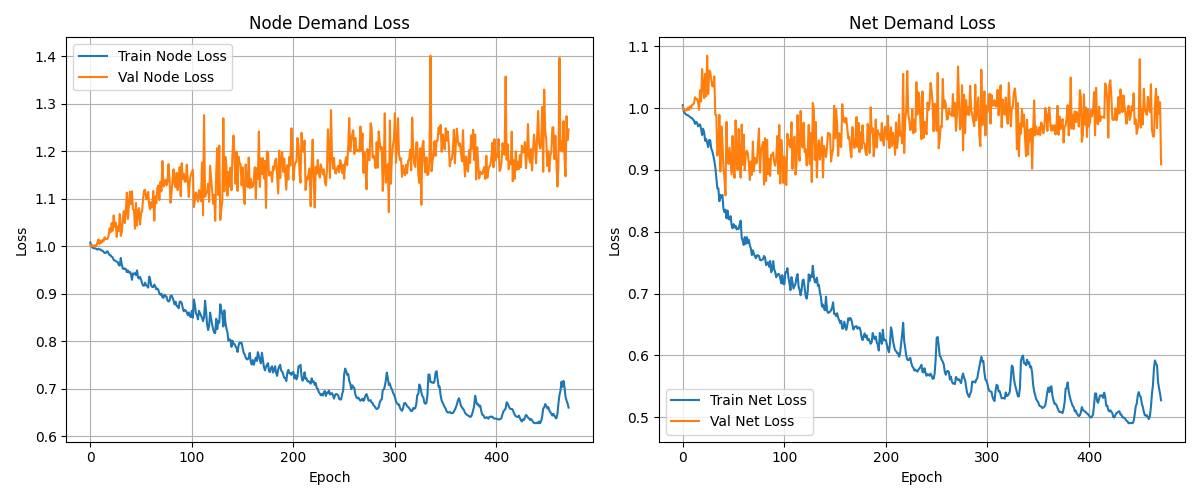 Node Demand Loss
Train Node Loss
Val Node Loss
1.4
1.3
1.2
1.1
1.0
0.9
0.8
0.7
0.6
Loss
0 100 200 300 400
Epoch
Net Demand Loss
1.1
1.0
0.9
0.8
0.7
0.6
0.5
Loss
Train Net Loss
Val Net Loss
0 100 200 300 400
Epoch